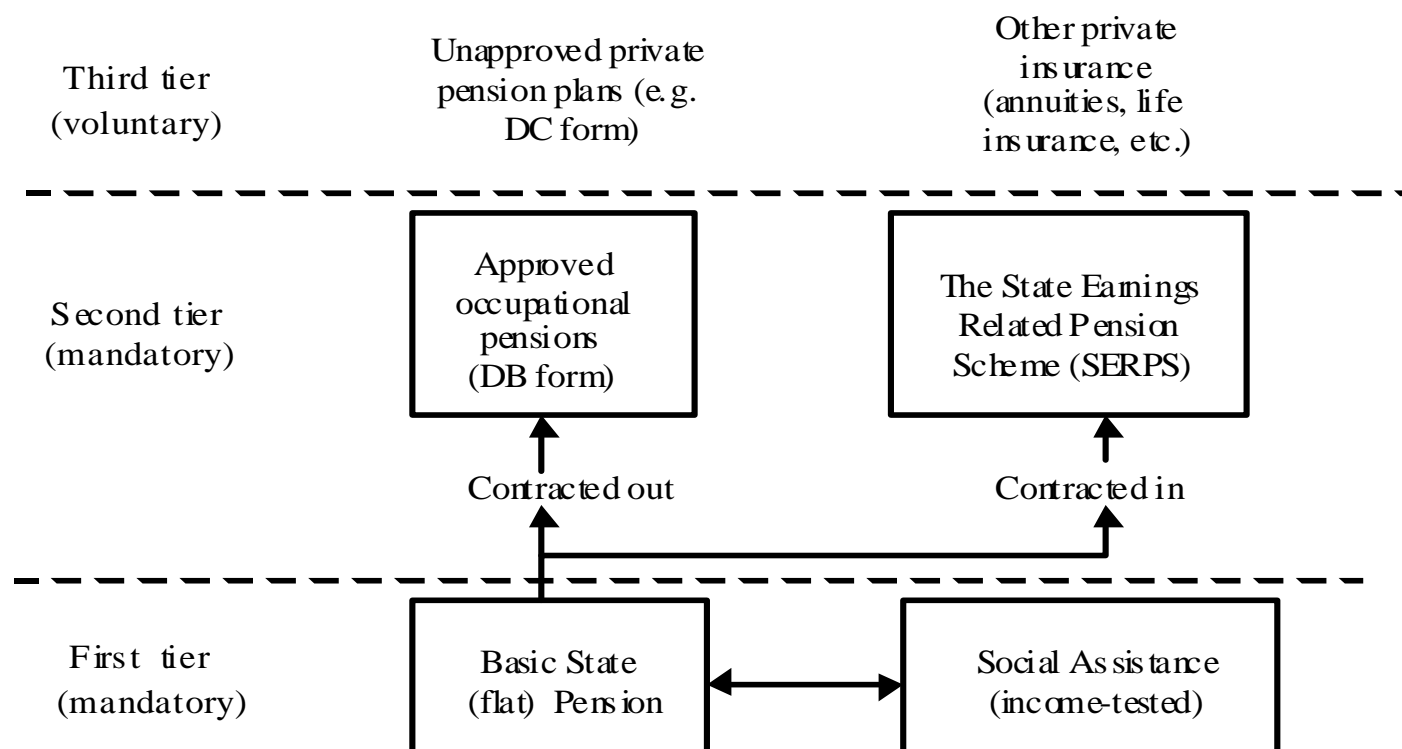 Third tier
(voluntary)
Unapproved private
pension plans (e.g.
DC form)
Other private
insurance
(annuities, life
insurance, etc.)
Second tier
(mandatory)
Approved
occupational
pensions
(DB form)
The State Earnings
Related Pension
Scheme (SERPS)
Contracted out
Contracted in
First tier
(mandatory)
Basic State
(flat) Pension
Social Assistance
(income-tested)